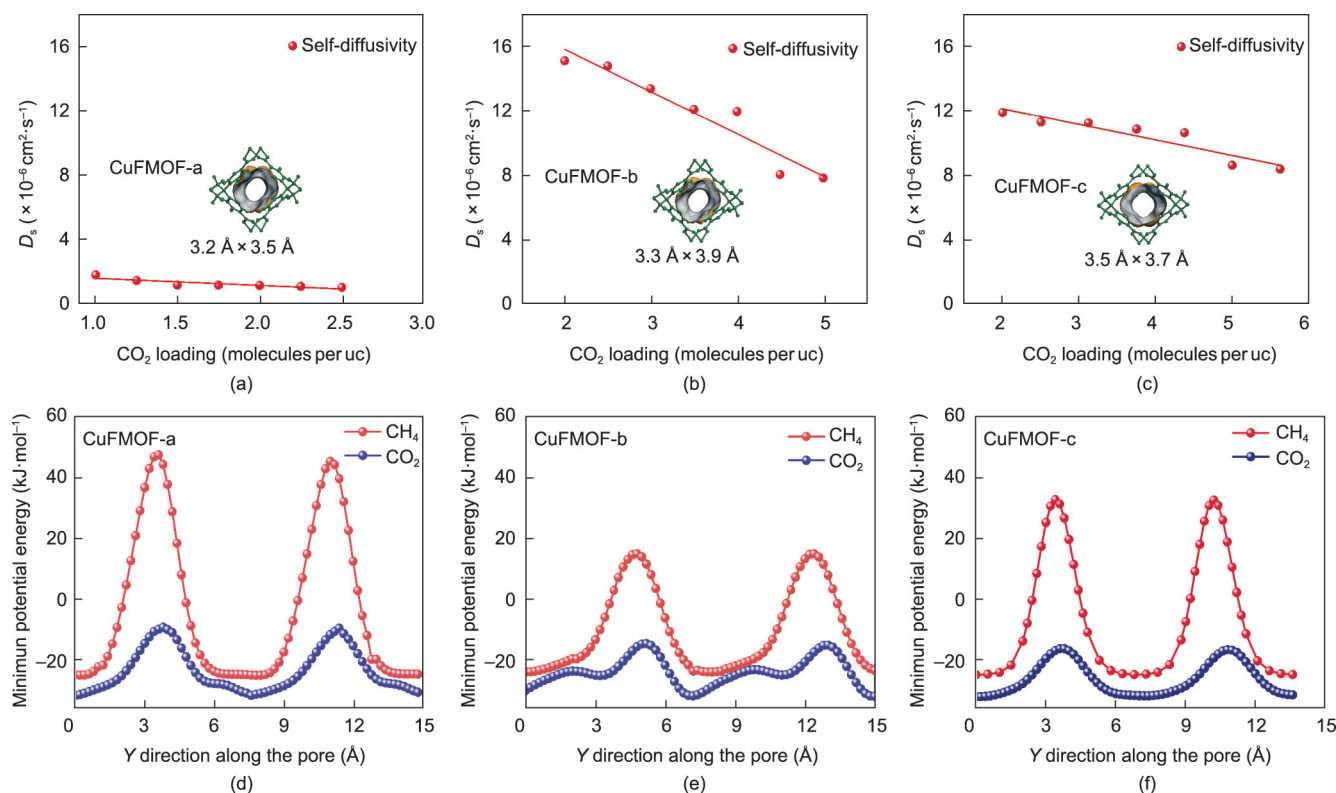 16
12
8
4
0
D_s ( × 10⁻⁶ cm²·s⁻¹)
Self-diffusivity
CuFMOF-a
3.2 Å × 3.5 Å
1.0 1.5 2.0 2.5 3.0
CO₂ loading (molecules per uc)
(a)
16
12
8
4
0
D_s ( × 10⁻⁶ cm²·s⁻¹)
Self-diffusivity
CuFMOF-b
3.3 Å × 3.9 Å
2 3 4 5
CO₂ loading (molecules per uc)
(b)
16
12
8
4
0
D_s ( × 10⁻⁶ cm²·s⁻¹)
Self-diffusivity
CuFMOF-c
3.5 Å × 3.7 Å
2 3 4 5 6
CO₂ loading (molecules per uc)
(c)
60
40
20
0
–20
Minimun potential energy (kJ·mol⁻¹)
CuFMOF-a
CH₄
CO₂
0 3 6 9 12 15
Y direction along the pore (Å)
(d)
60
40
20
0
–20
Minimun potential energy (kJ·mol⁻¹)
CuFMOF-b
CH₄
CO₂
0 3 6 9 12 15
Y direction along the pore (Å)
(e)
60
40
20
0
–20
Minimun potential energy (kJ·mol⁻¹)
CuFMOF-c
CH₄
CO₂
0 3 6 9 12 15
Y direction along the pore (Å)
(f)